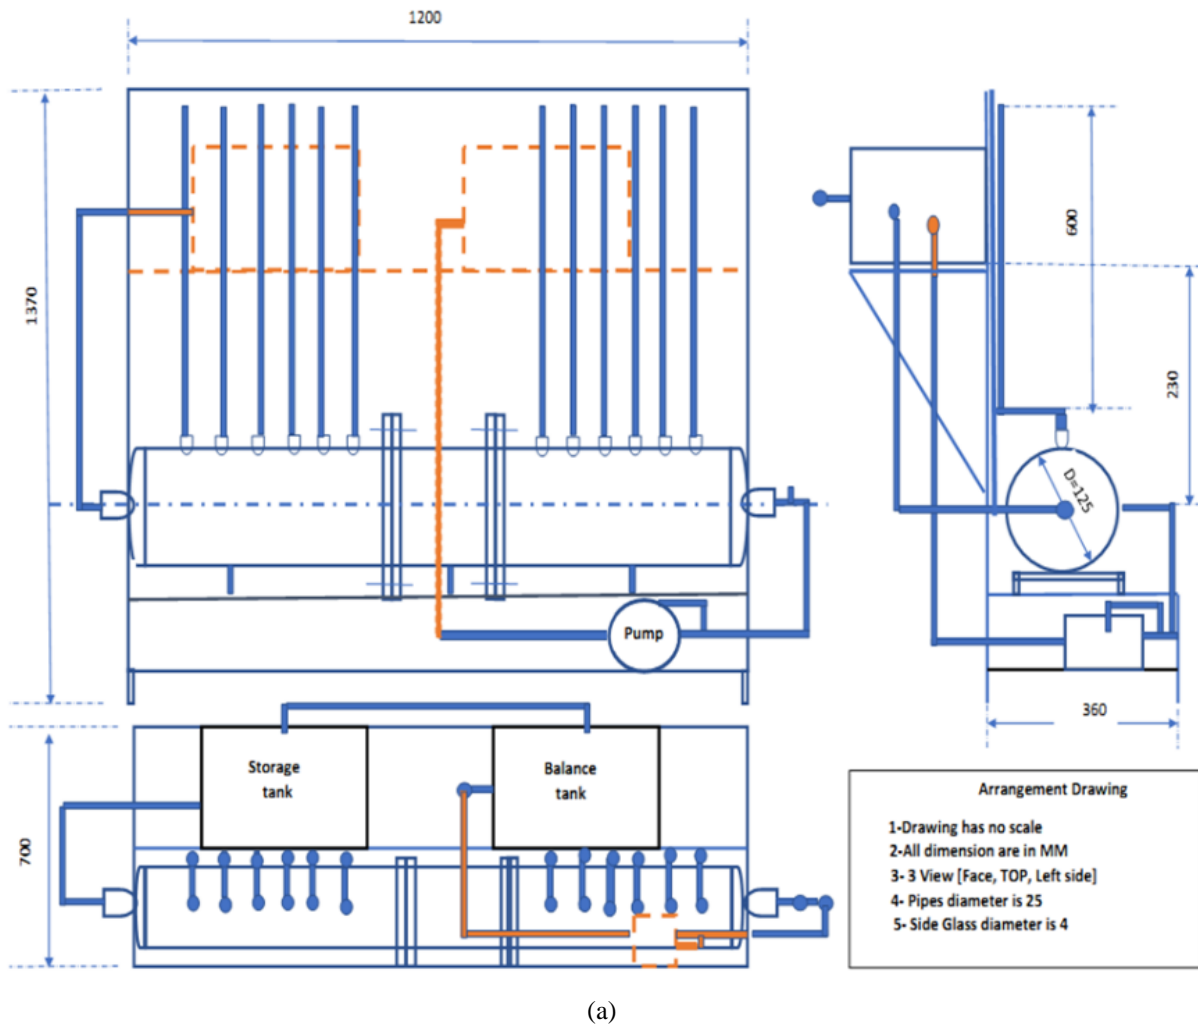 1200
1370
600
230
D=125
Pump
360
700
Storage
tank
Balance
tank
Arrangement Drawing
1-Drawing has no scale
2-All dimension are in MM
3- 3 View [Face, TOP, Left side]
4- Pipes diameter is 25
5- Side Glass diameter is 4
(a)